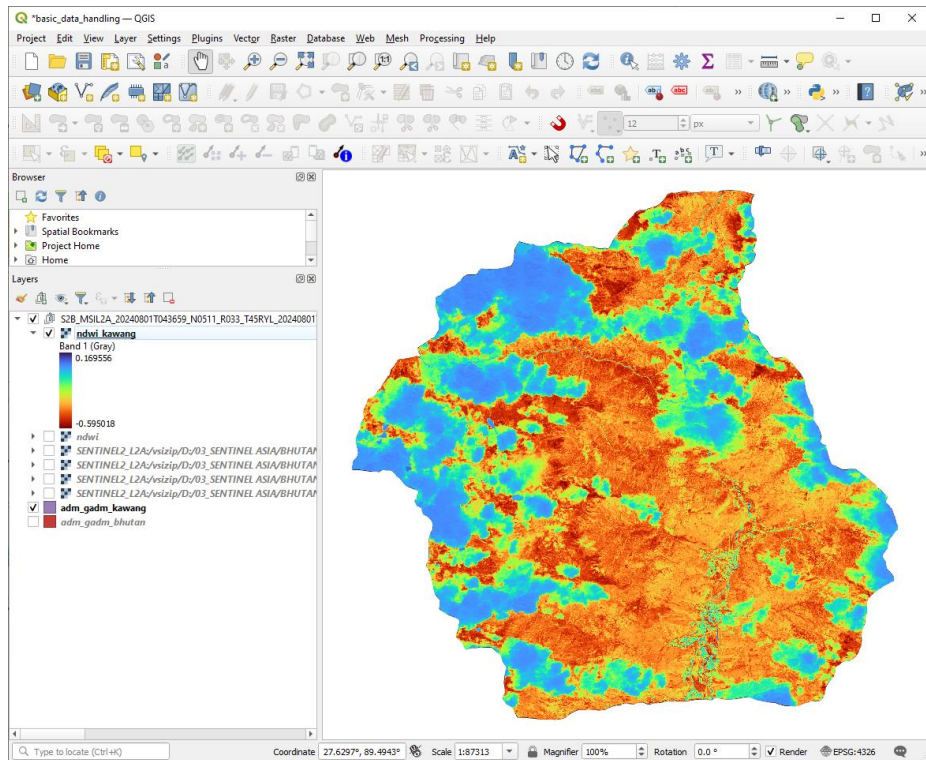 *basic_data_handling — QGIS
Project Edit View Layer Settings Plugins Vector Raster Database Web Mesh Processing Help
1:1
abc abc
12 px
Browser
Favorites
Spatial Bookmarks
Project Home
Home
Layers
S2B_MSIL2A_20240801T043659_N0511_R033_T45RYL_20240801
ndwi_kawang
Band 1 (Gray)
0.169556
-0.595018
ndwi
SENTINEL2_L2A:/vsizip/D:/03_SENTINEL ASIA/BHUTAN
SENTINEL2_L2A:/vsizip/D:/03_SENTINEL ASIA/BHUTAN
SENTINEL2_L2A:/vsizip/D:/03_SENTINEL ASIA/BHUTAN
SENTINEL2_L2A:/vsizip/D:/03_SENTINEL ASIA/BHUTAN
adm_gadm_kawang
adm_gadm_bhutan
Type to locate (Ctrl+K) Coordinate 27.6297°, 89.4943° Scale 1:87313 Magnifier 100% Rotation 0.0 ° Render EPSG:4326